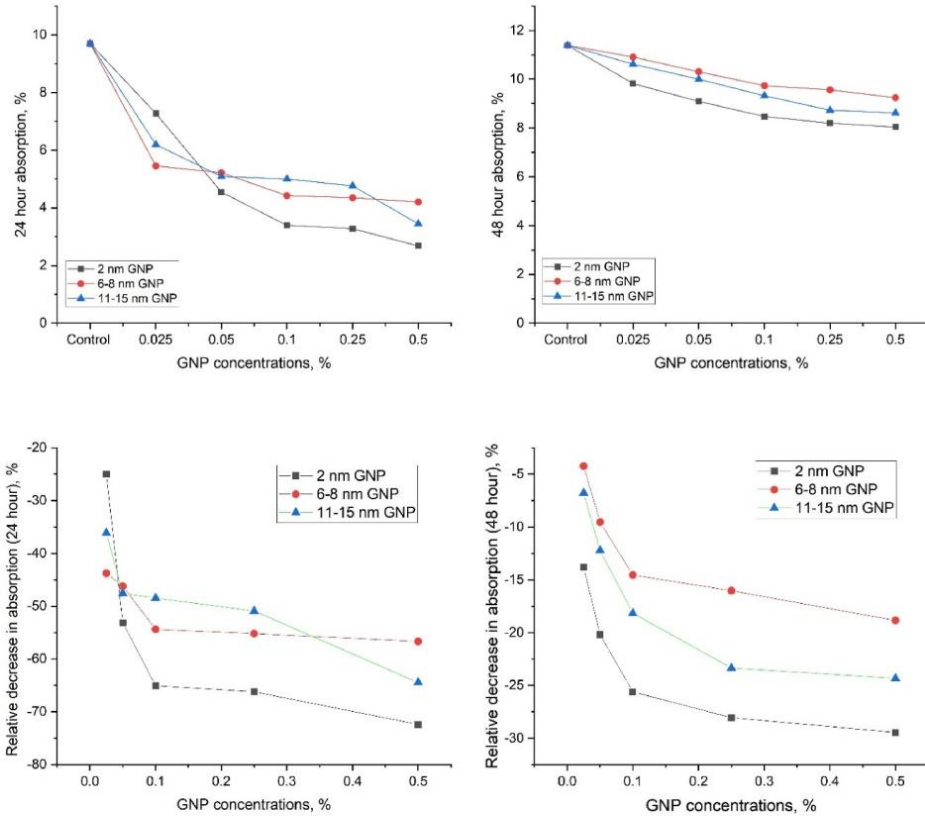 24 hour absorption, %
10
8
6
4
2
0
2 nm GNP
6-8 nm GNP
11-15 nm GNP
Control 0.025 0.05 0.1 0.25 0.5
GNP concentrations, %
48 hour absorption, %
12
10
8
6
4
2
0
2 nm GNP
6-8 nm GNP
11-15 nm GNP
Control 0.025 0.05 0.1 0.25 0.5
GNP concentrations, %
Relative decrease in absorption (24 hour), %
-20
-30
-40
-50
-60
-70
-80
2 nm GNP
6-8 nm GNP
11-15 nm GNP
0.0 0.1 0.2 0.3 0.4 0.5
GNP concentrations, %
Relative decrease in absorption (48 hour), %
-5
-10
-15
-20
-25
-30
2 nm GNP
6-8 nm GNP
11-15 nm GNP
0.0 0.1 0.2 0.3 0.4 0.5
GNP concentrations, %